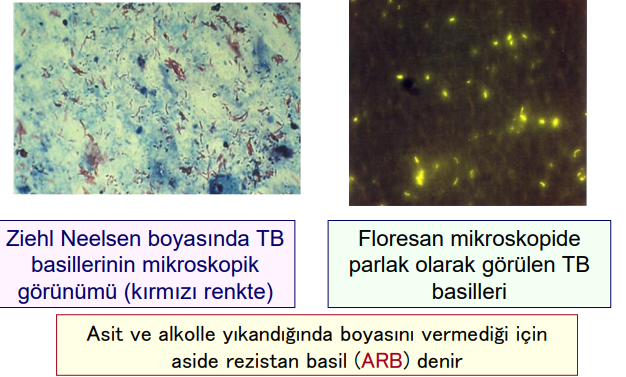 Ziehl Neelsen boyasında TB
basillerinin mikroskopik
görünümü (kırmızı renkte)
Floresan mikroskopide
parlak olarak görülen TB
basilleri
Asit ve alkolle yıkandığında boyasını vermediği için
aside rezistan basil (ARB) denir